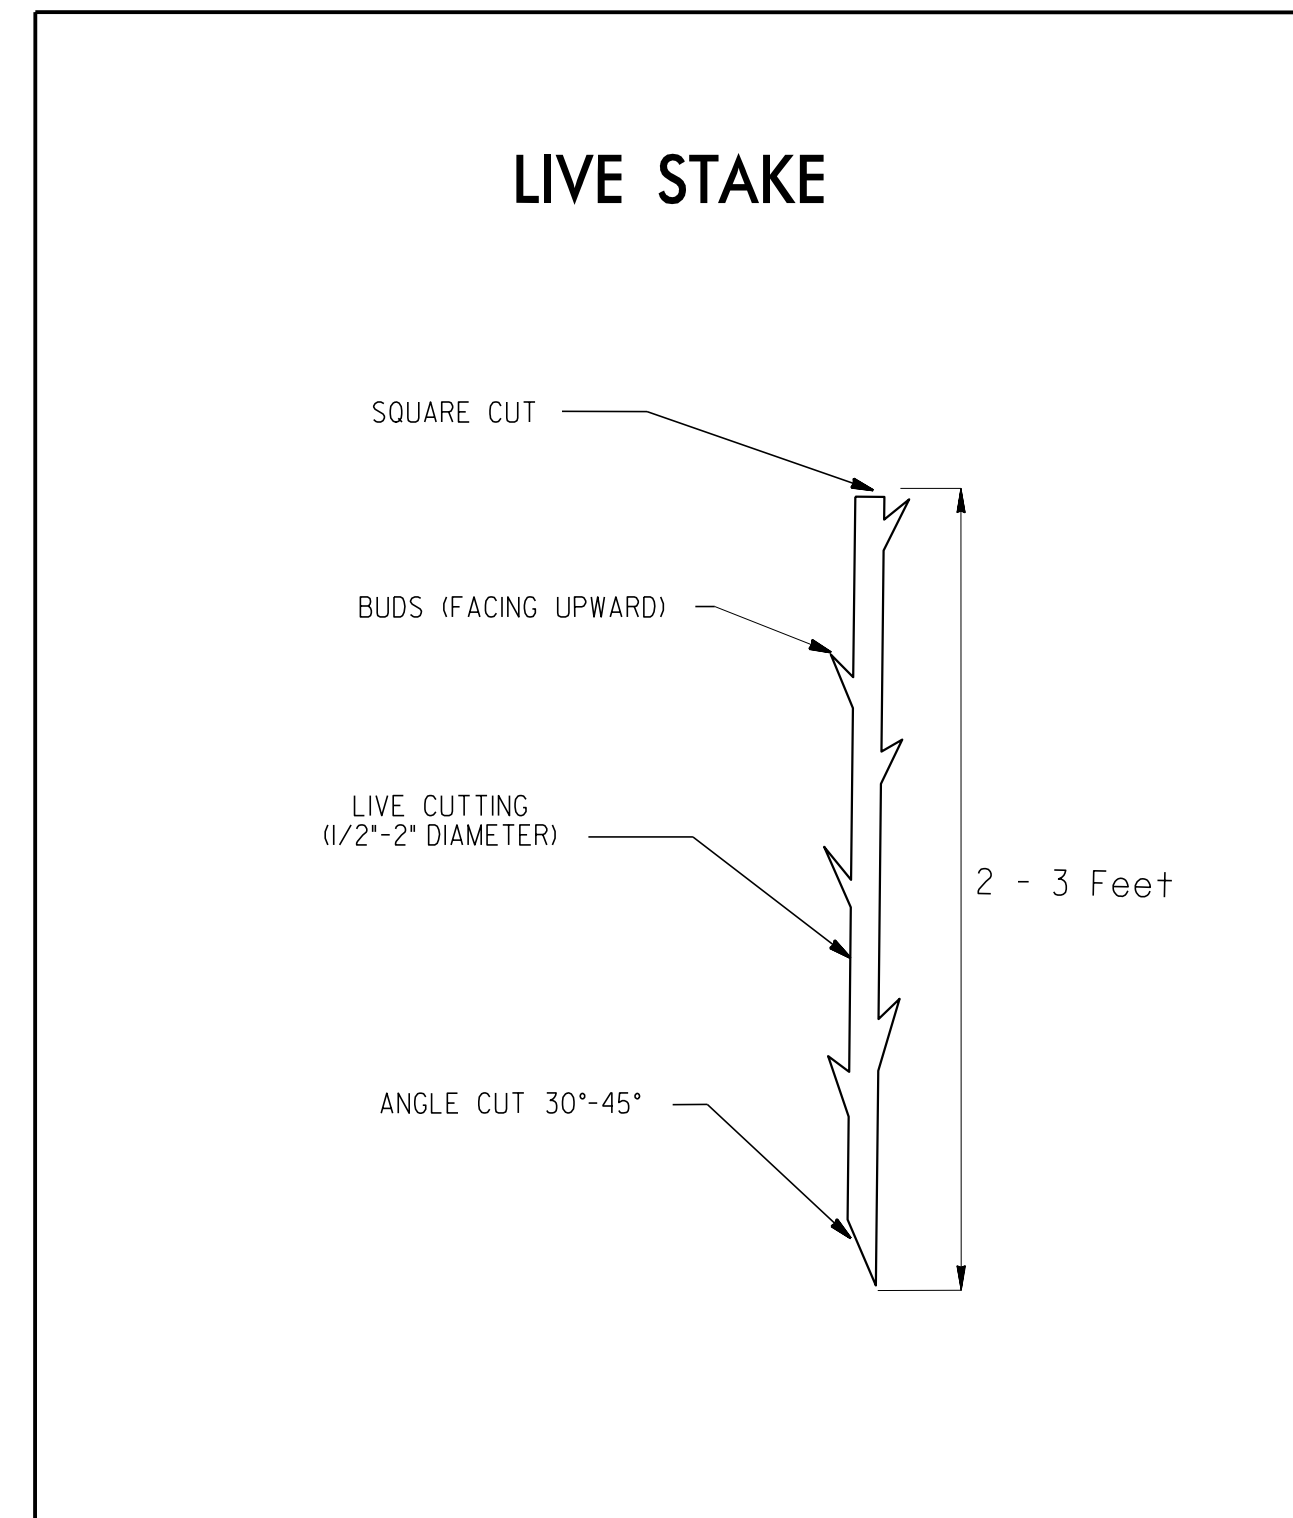 LIVE STAKE
SQUARE CUT
BUDS (FACING UPWARD)
LIVE CUTTING
(1/2"-2" DIAMETER)
2 - 3 Feet
ANGLE CUT 30°-45°